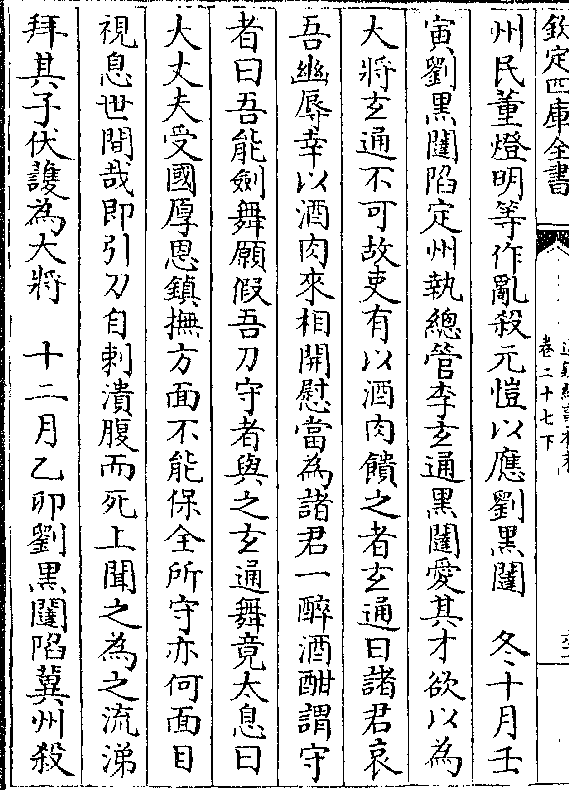 欽定四庫全書
卷二十七下
州民董燈明等作亂殺元愷以應劉黑闥　冬十月壬
寅劉黑闥陷定州執總管李玄通黑闥愛其才欲以為
大將玄通不可故吏有以酒肉饋之者玄通曰諸君哀
吾幽辱幸以酒肉來相開慰當為諸君一醉酒酣謂守
者曰吾能劍舞願假吾刀守者與之玄通舞竟太息曰
大丈夫受國厚恩鎮撫方面不能保全所守亦何面目
視息世間哉即引刀自刺潰腹而死上聞之為之流涕
拜其子伏護為大將　十二月乙卯劉黑闥陷冀州殺